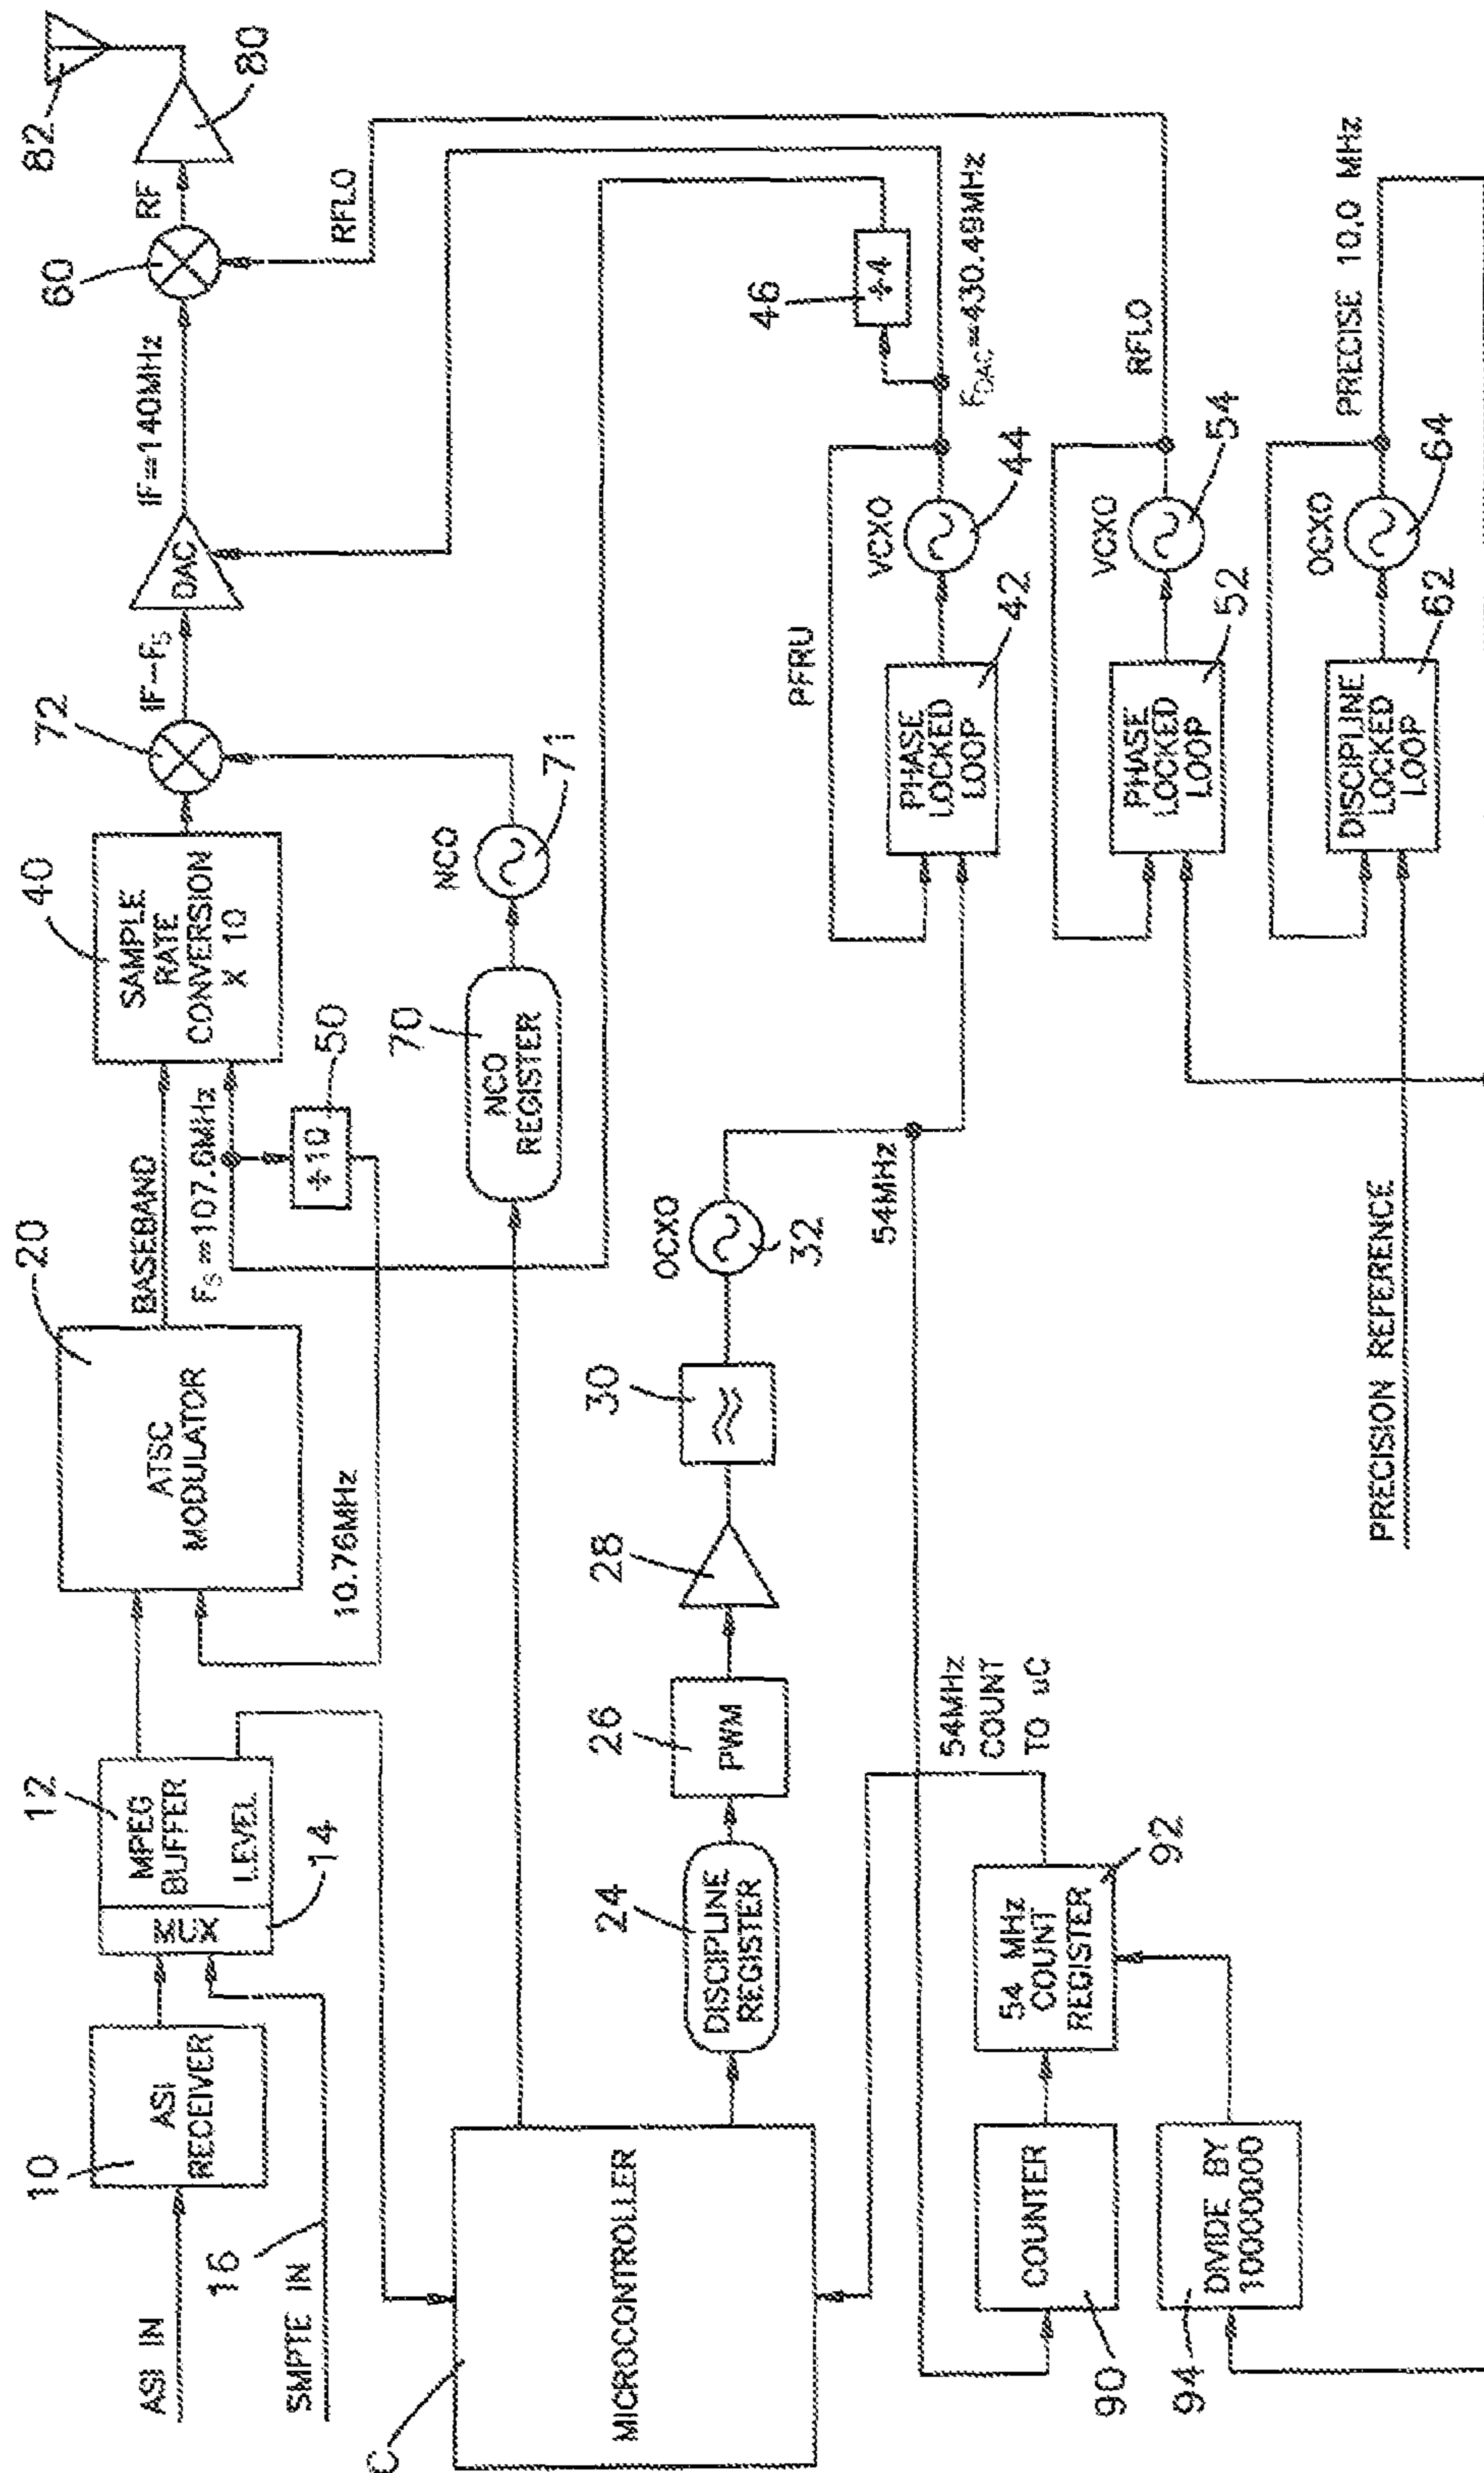 ASI IN
10
ASI
RECEIVER
16
SMPTE IN
12
MPEG
BUFFER
LEVEL
MUX
14
20
ATSC
MODULATOR
10.76MHz
BASEBAND
FS=107.6MHz
÷10
50
40
SAMPLE
RATE
CONVERSION
X 10
72
IF-FS
DAC
IF=140MHz
60
RF
82
80
RFLO
C
MICROCONTROLLER
70
NCO
REGISTER
NCO
71
24
DISCIPLINE
REGISTER
26
PWM
28
30
OCXO
32
54MHz
PFRU
PHASE
LOCKED
LOOP
42
VCXO
44
46
÷4
FDAC=430.49MHz
PHASE
LOCKED
LOOP
52
VCXO
54
RFLO
DISCIPLINE
LOCKED
LOOP
62
OCXO
64
PRECISE 10.0 MHz
54MHz
COUNT
TO uC
90
COUNTER
54 MHz
COUNT
REGISTER
92
94
DIVIDE BY
10000000
PRECISION REFERENCE